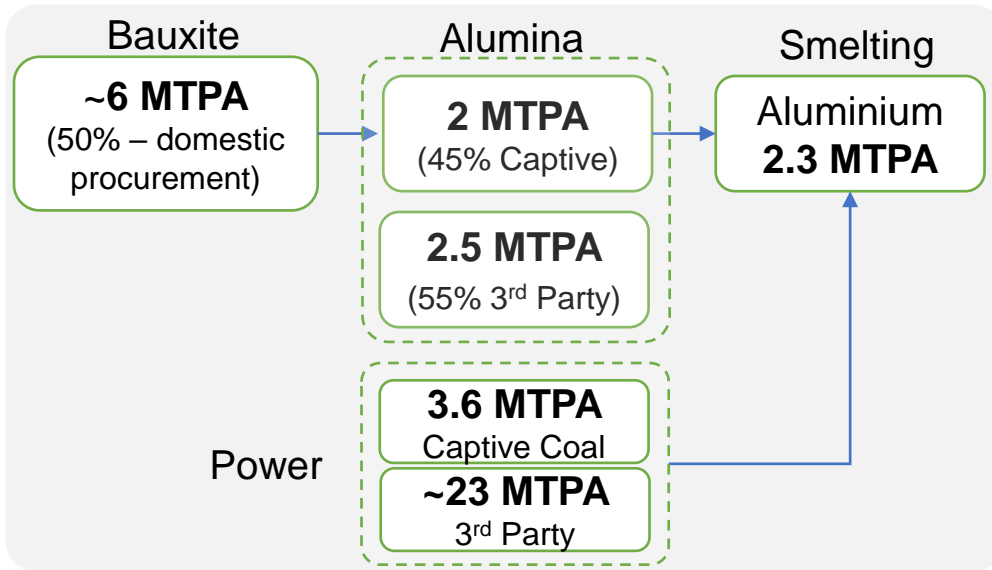 Bauxite
~6 MTPA
(50% – domestic
procurement)
Alumina
2 MTPA
(45% Captive)
2.5 MTPA
(55% 3rd Party)
Smelting
Aluminium
2.3 MTPA
Power
3.6 MTPA
Captive Coal
~23 MTPA
3rd Party